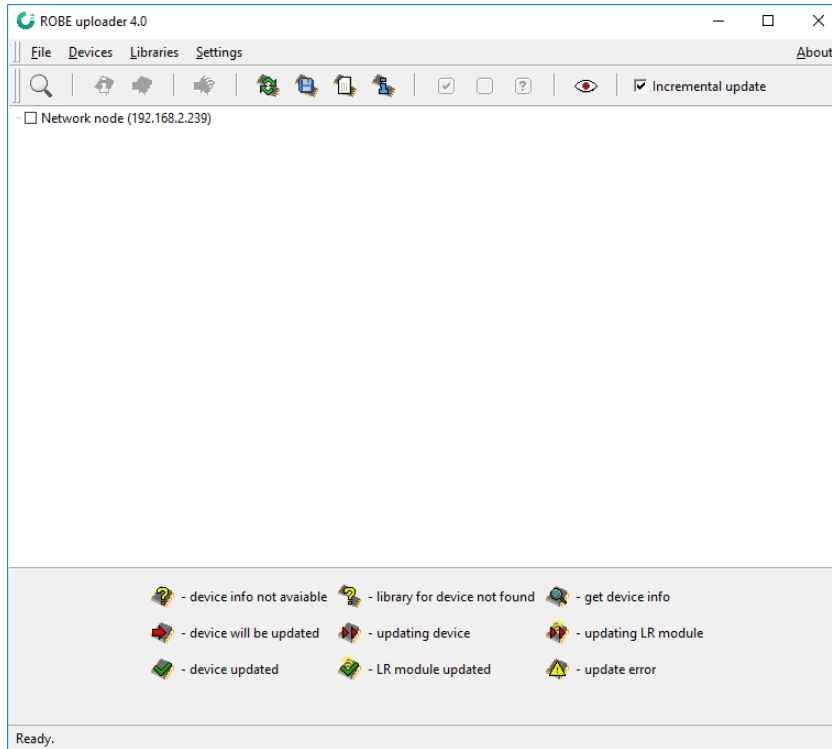 ROBE uploader 4.0
File Devices Libraries Settings About
Incremental update
Network node (192.168.2.239)
- device info not avaiable - library for device not found - get device info
- device will be updated - updating device - updating LR module
- device updated - LR module updated - update error
Ready.